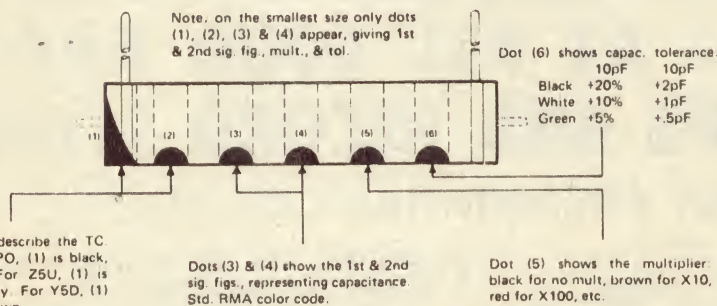 Note, on the smallest size only dots
(1), (2), (3) & (4) appear, giving 1st
& 2nd sig. fig., mult., & tol.
Dot (6) shows capac. tolerance.
10pF 10pF
Black +20% +2pF
White +10% +1pF
Green +5% +.5pF
(1) (2) (3) (4) (5) (6)
describe the TC.
PO, (1) is black,
For Z5U, (1) is
y. For Y5D, (1)
Dots (3) & (4) show the 1st & 2nd
sig. figs., representing capacitance.
Std. RMA color code.
Dot (5) shows the multiplier:
black for no mult, brown for X10,
red for X100, etc.